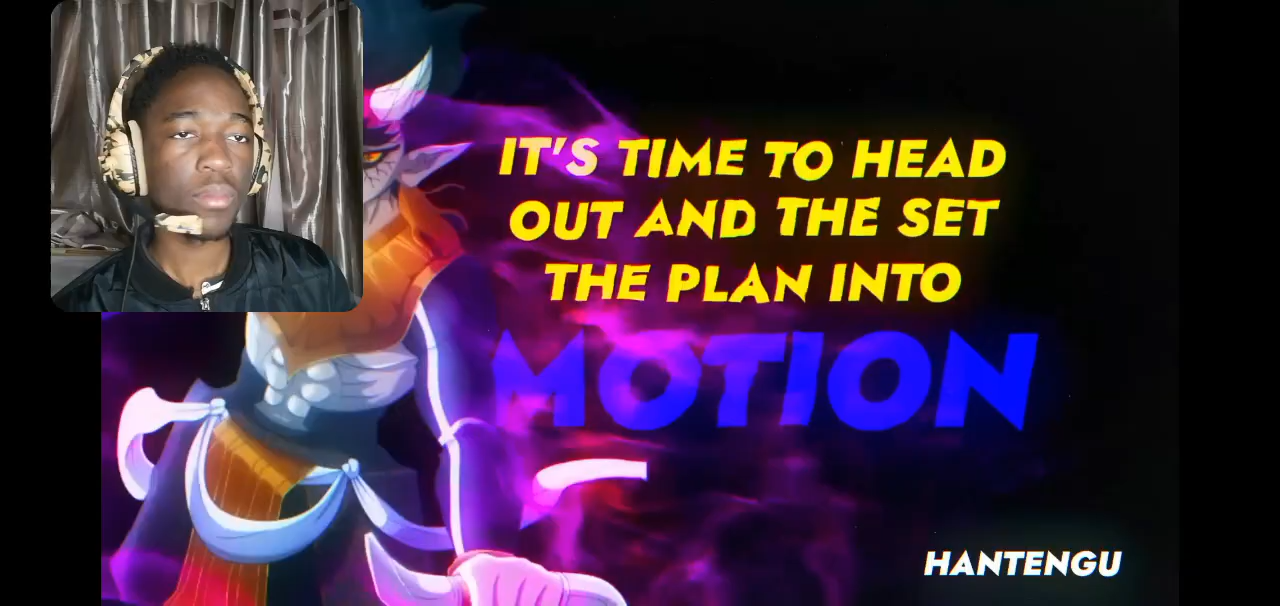 IT'S TIME TO HEAD
OUT AND THE SET
THE PLAN INTO
MOTION
HANTENGU